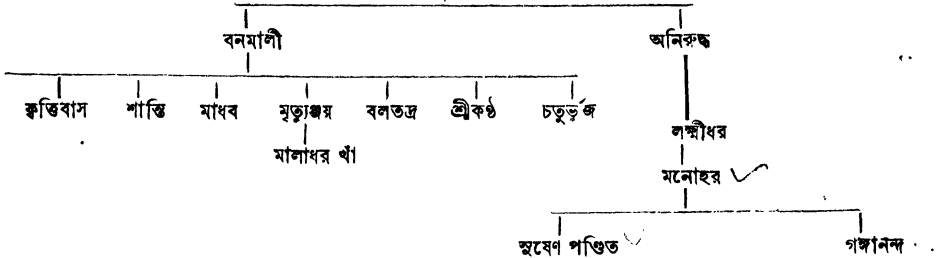 বনমালী অনিরুদ্ধ
কৃত্তিবাস শান্তি মাধব মৃত্যুঞ্জয় বলভদ্র শ্রীকণ্ঠ চতুর্ভুজ
লক্ষ্মীধর
মালাধর খাঁ
মনোহর
সুষেণ পণ্ডিত গঙ্গানন্দ